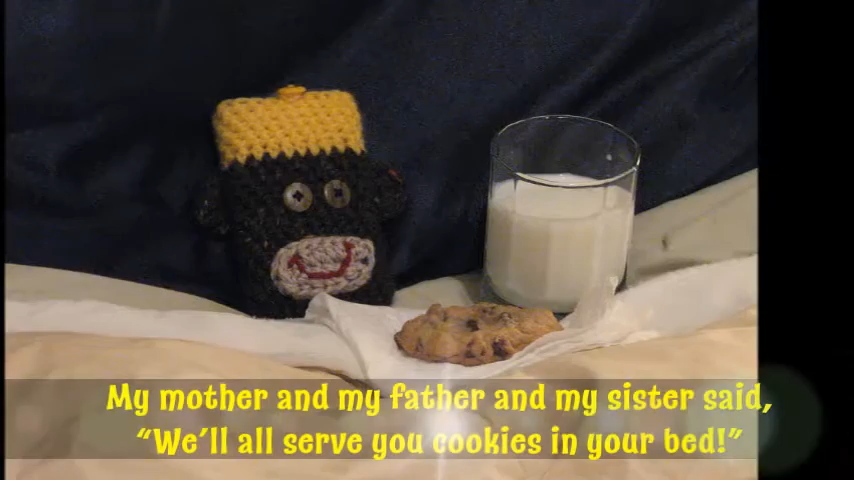 My mother and my father and my sister said,
“We’ll all serve you cookies in your bed!”